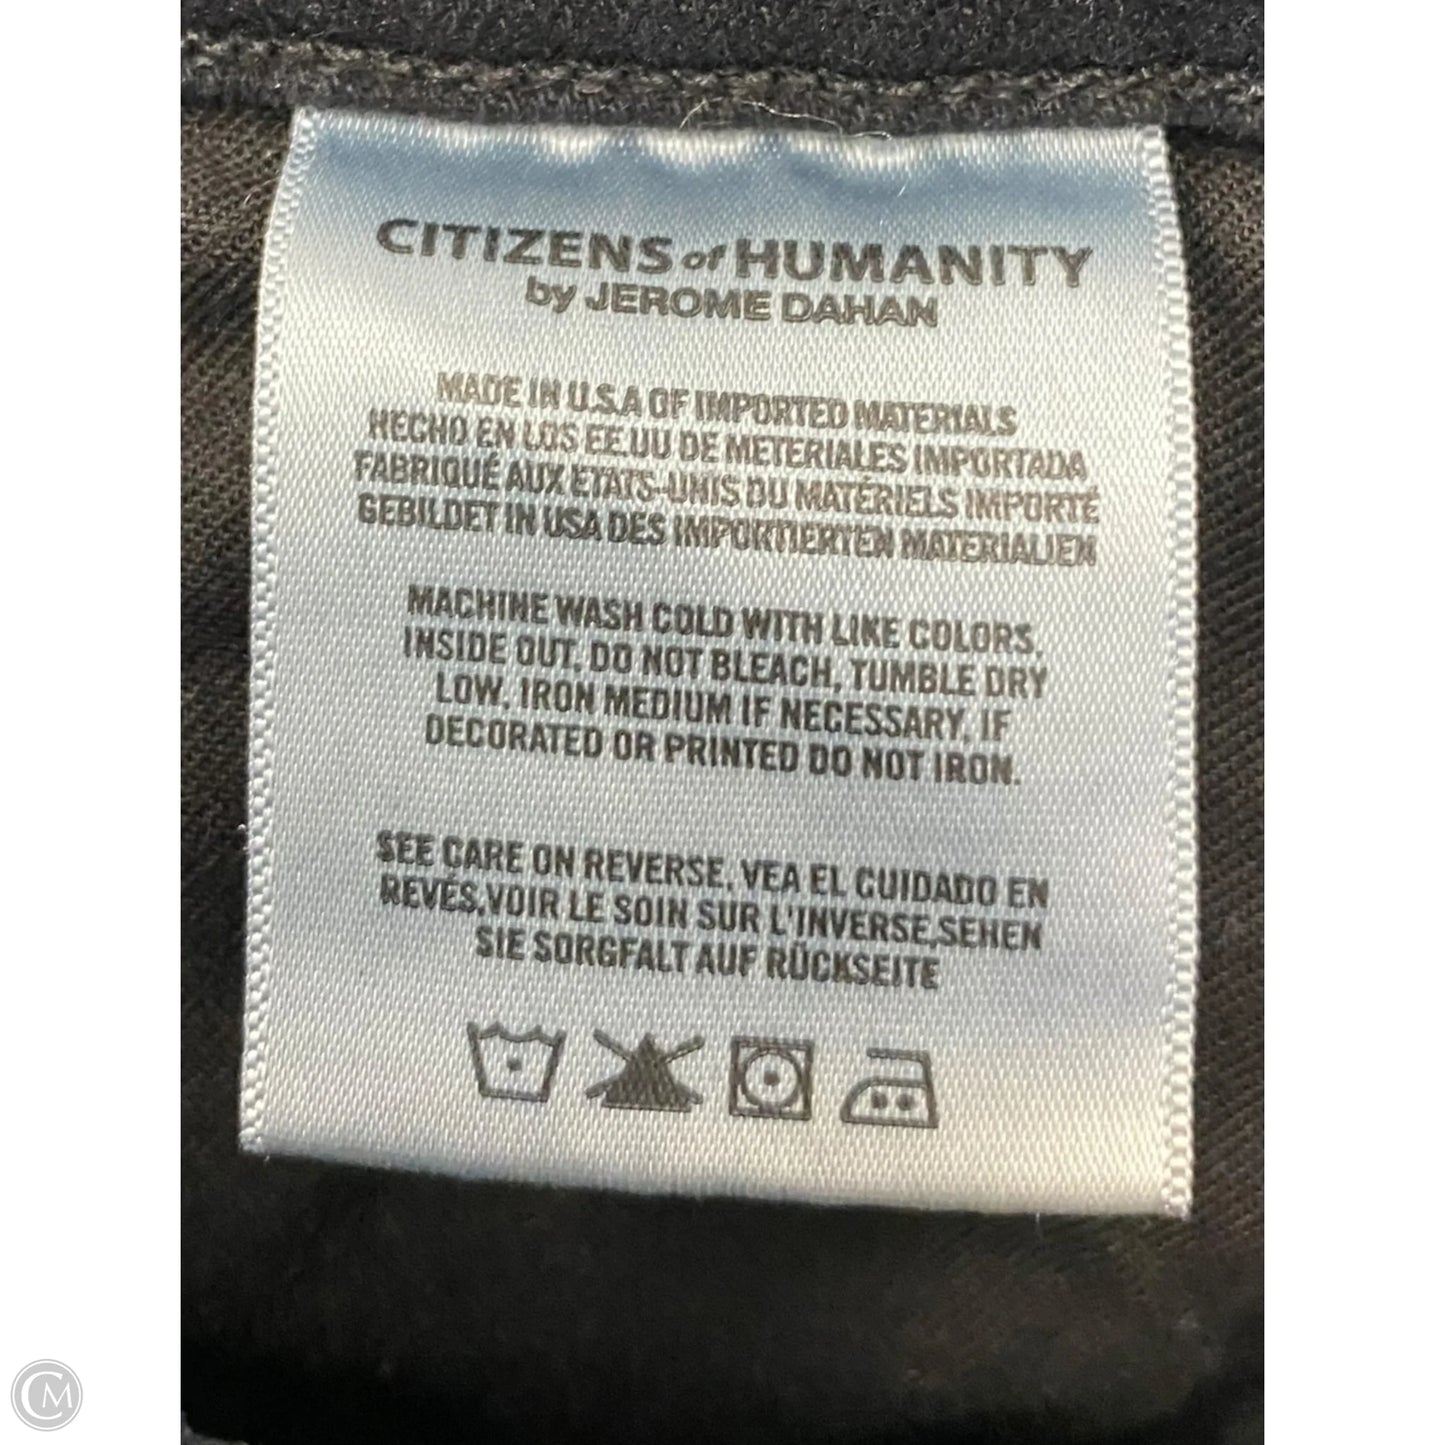 CITIZENS of HUMANITY
by JEROME DAHAN
MADE IN U.S.A OF IMPORTED MATERIALS
HECHO EN LOS EE.UU DE METERIALES IMPORTADA
FABRIQUÉ AUX ETATS-UNIS DU MATÉRIELS IMPORTÉ
GEBILDET IN USA DES IMPORTIERTEN MATERIALIEN
MACHINE WASH COLD WITH LIKE COLORS,
INSIDE OUT, DO NOT BLEACH, TUMBLE DRY
LOW, IRON MEDIUM IF NECESSARY, IF
DECORATED OR PRINTED DO NOT IRON.
SEE CARE ON REVERSE, VEA EL CUIDADO EN
REVÉS,VOIR LE SOIN SUR L'INVERSE,SEHEN
SIE SORGFALT AUF RÜCKSEITE
CM